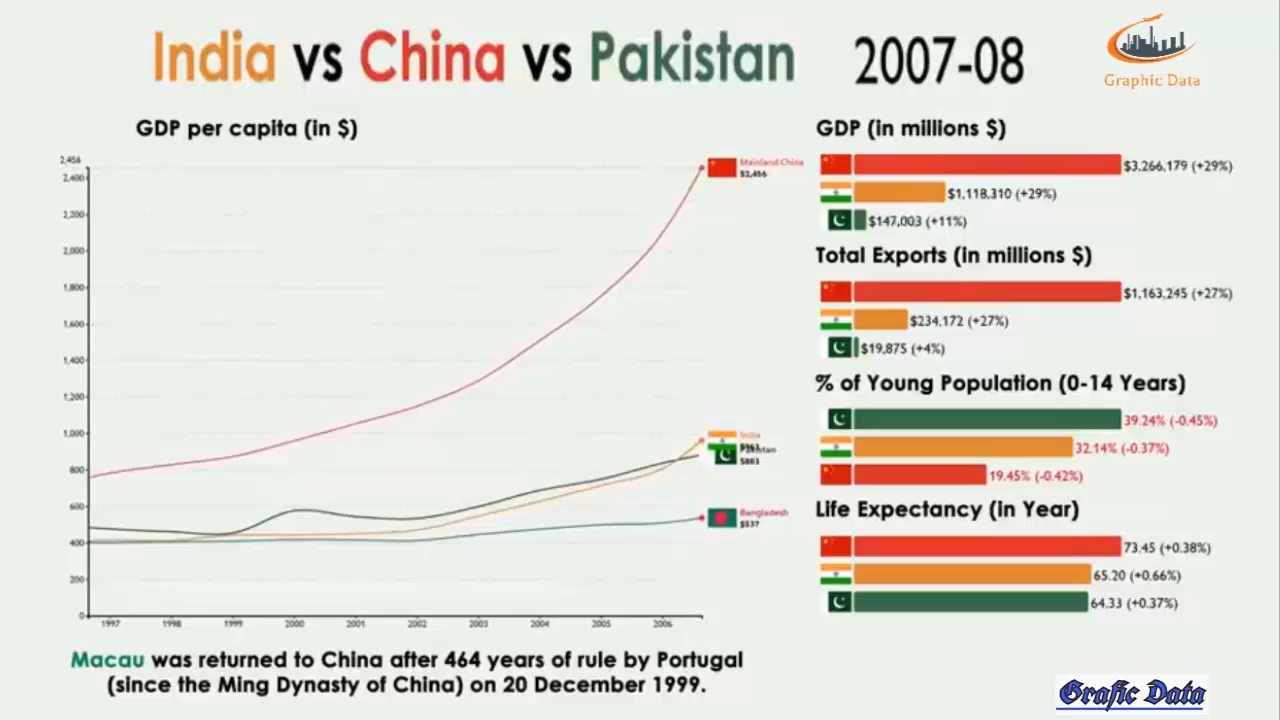 India vs China vs Pakistan 2007-08
Graphic Data
GDP per capita (in $)
2,456
2,400
2,200
2,000
1,800
1,600
1,400
1,200
1,000
800
600
400
200
0
1997 1998 1999 2000 2001 2002 2003 2004 2005 2006
Mainland China
$2,456
India
Pakistan
$883
Bangladesh
$537
GDP (in millions $)
$3,266,179 (+29%)
$1,118,310 (+29%)
$147,003 (+11%)
Total Exports (in millions $)
$1,163,245 (+27%)
$234,172 (+27%)
$19,875 (+4%)
% of Young Population (0-14 Years)
39.24% (-0.45%)
32.14% (-0.37%)
19.45% (-0.42%)
Life Expectancy (in Year)
73.45 (+0.38%)
65.20 (+0.66%)
64.33 (+0.37%)
Macau was returned to China after 464 years of rule by Portugal
(since the Ming Dynasty of China) on 20 December 1999.
Grafic Data